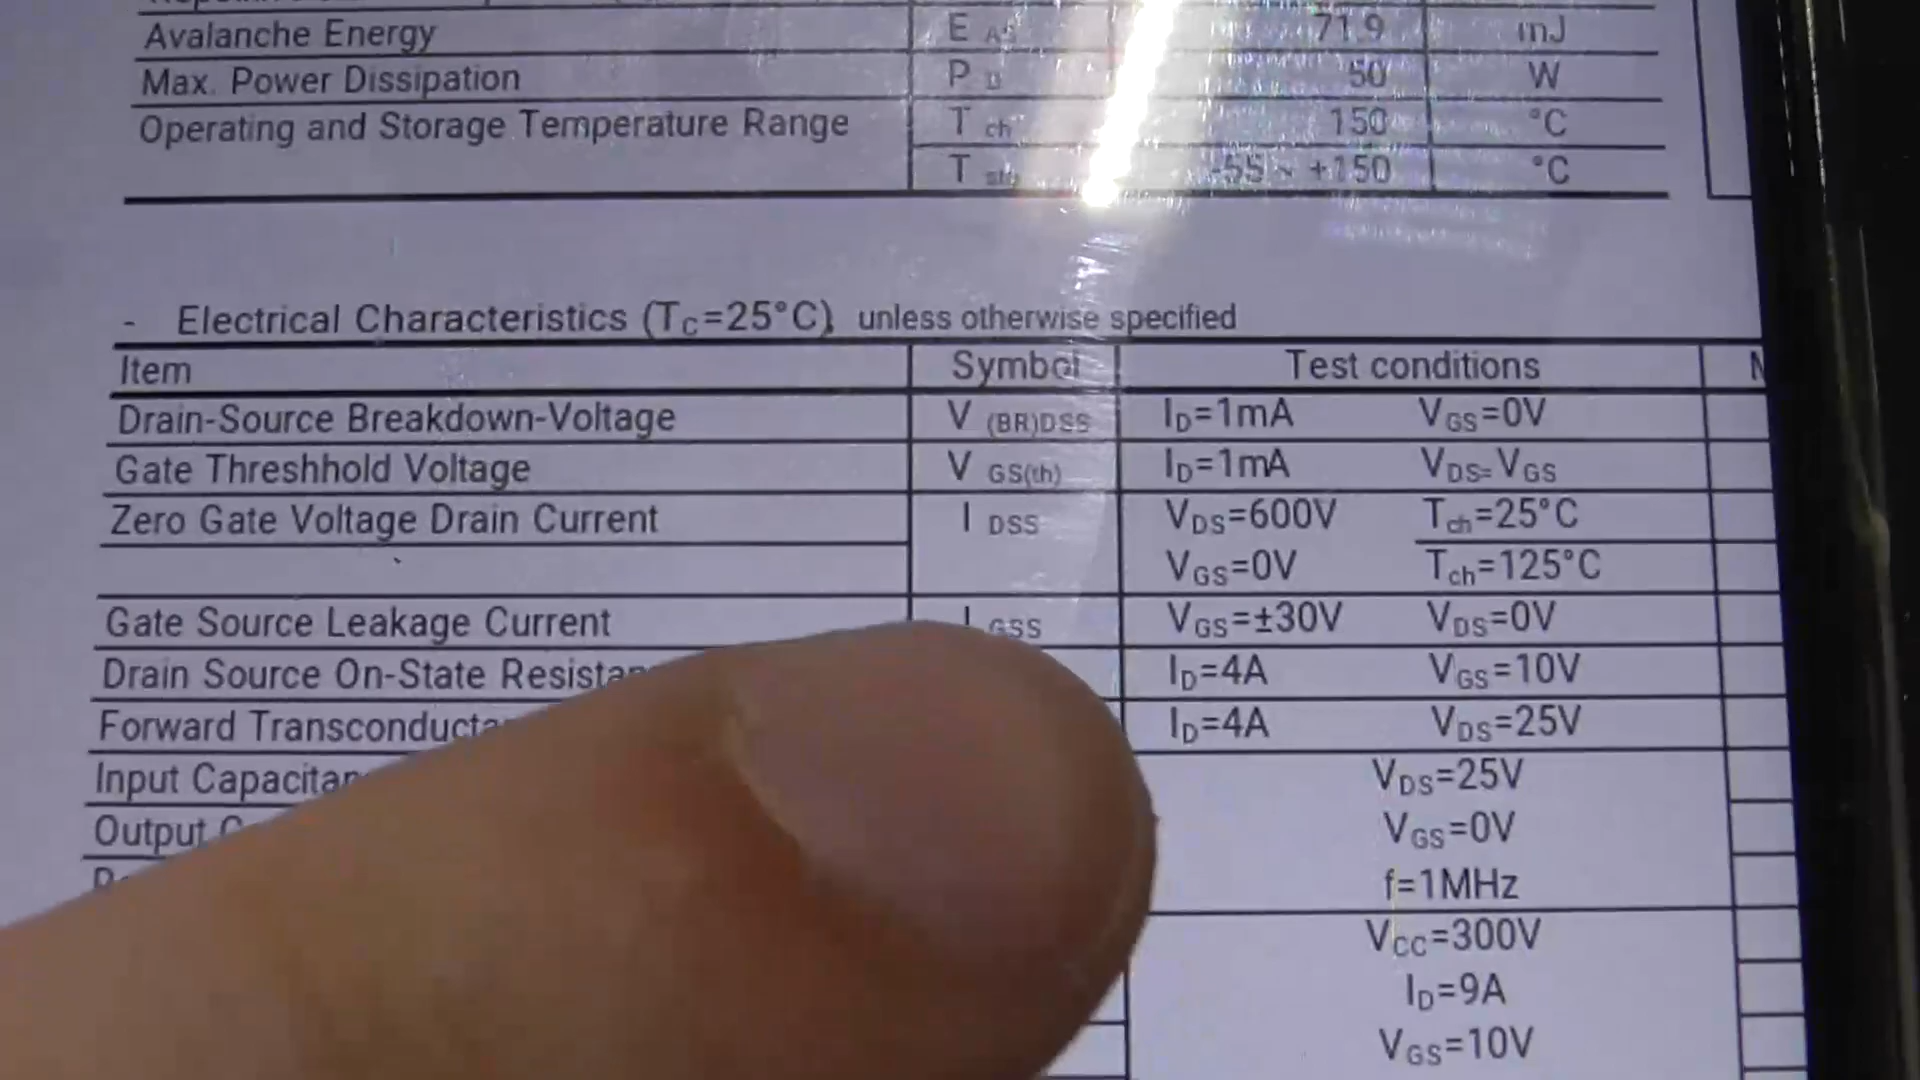 Avalanche Energy E AS 71.9 mJ
Max. Power Dissipation P D 50 W
Operating and Storage Temperature Range T ch 150 °C
T stg -55 ~ +150 °C
- Electrical Characteristics (TC=25°C), unless otherwise specified
Item Symbol Test conditions
Drain-Source Breakdown-Voltage V (BR)DSS ID=1mA VGS=0V
Gate Threshhold Voltage V GS(th) ID=1mA VDS=VGS
Zero Gate Voltage Drain Current I DSS VDS=600V Tch=25°C
VGS=0V Tch=125°C
Gate Source Leakage Current I GSS VGS=±30V VDS=0V
Drain Source On-State Resistan ID=4A VGS=10V
Forward Transconducta ID=4A VDS=25V
Input Capacitan VDS=25V
Output VGS=0V
f=1MHz
VCC=300V
ID=9A
VGS=10V